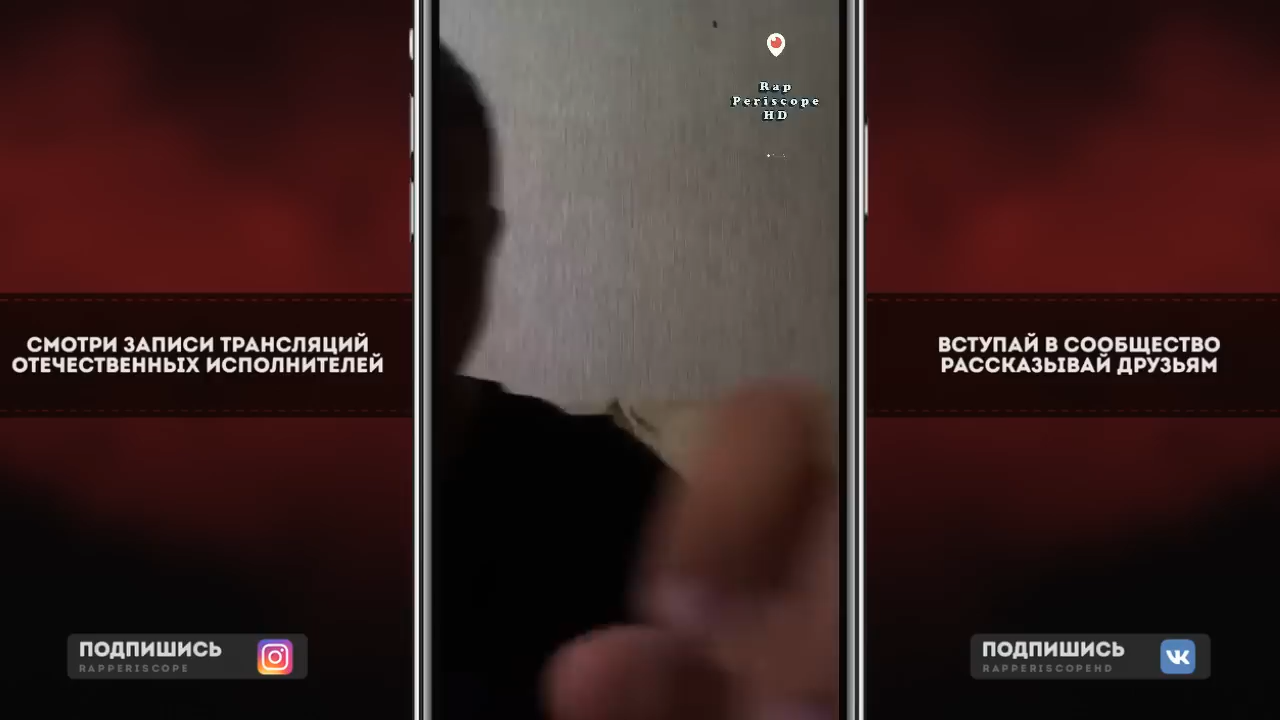 Rap
Periscope
HD
СМОТРИ ЗАПИСИ ТРАНСЛЯЦИЙ
ОТЕЧЕСТВЕННЫХ ИСПОЛНИТЕЛЕЙ
ВСТУПАЙ В СООБЩЕСТВО
РАССКАЗЫВАЙ ДРУЗЬЯМ
ПОДПИШИСЬ
RAPPERISCOPE
ПОДПИШИСЬ
RAPPERISCOPEHD